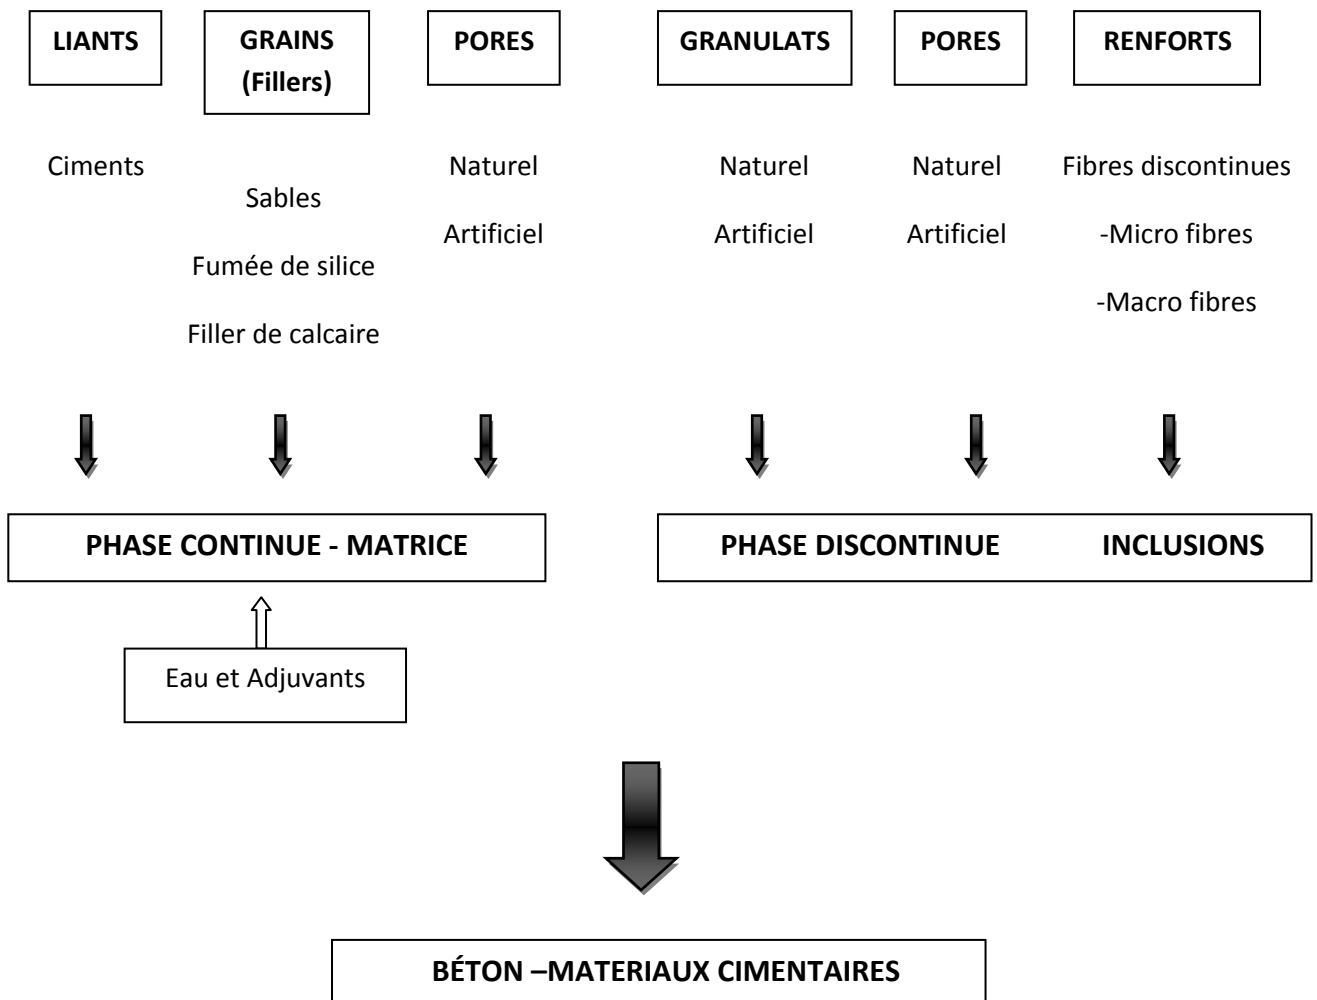 LIANTS
GRAINS
(Fillers)
PORES
GRANULATS
PORES
RENFORTS
Ciments
Sables
Fumée de silice
Filler de calcaire
Naturel
Artificiel
Naturel
Artificiel
Naturel
Artificiel
Fibres discontinues
-Micro fibres
-Macro fibres
PHASE CONTINUE - MATRICE
PHASE DISCONTINUE INCLUSIONS
Eau et Adjuvants
BÉTON –MATERIAUX CIMENTAIRES